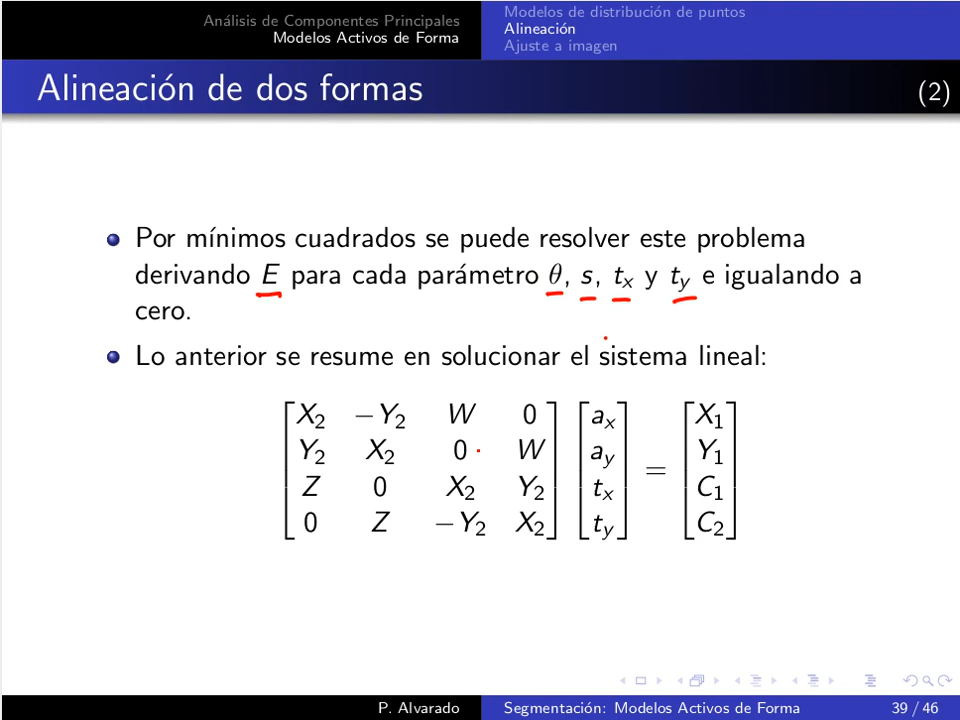 Análisis de Componentes Principales
Modelos Activos de Forma
Modelos de distribución de puntos
Alineación
Ajuste a imagen
Alineación de dos formas (2)
Por mínimos cuadrados se puede resolver este problema
derivando E para cada parámetro θ, s, tₓ y t_y e igualando a
cero.
Lo anterior se resume en solucionar el sistema lineal:
[X₂ −Y₂ W 0] [aₓ] [X₁]
[Y₂ X₂ 0 W] [a_y] = [Y₁]
[Z 0 X₂ Y₂] [tₓ] [C₁]
[0 Z −Y₂ X₂] [t_y] [C₂]
P. Alvarado Segmentación: Modelos Activos de Forma 39 / 46